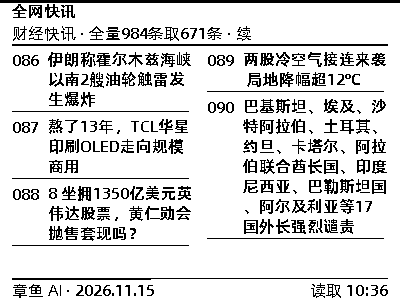 全网快讯
财经快讯 · 全量984条取671条 · 续
086 伊朗称霍尔木兹海峡
以南2艘油轮触雷发
生爆炸
087 熬了13年，TCL华星
印刷OLED走向规模
商用
088 8 坐拥1350亿美元英
伟达股票，黄仁勋会
抛售套现吗？
089 两股冷空气接连来袭
局地降幅超12℃
090 巴基斯坦、埃及、沙
特阿拉伯、土耳其、
约旦、卡塔尔、阿拉
伯联合酋长国、印度
尼西亚、巴勒斯坦国
、阿尔及利亚等17
国外长强烈谴责
章鱼 AI · 2026.11.15
读取 10:36